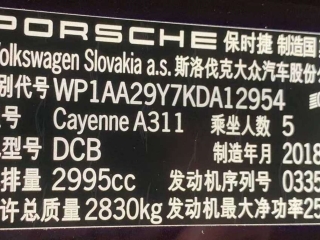 PORSCHE 保时捷 制造国
Volkswagen Slovakia a.s. 斯洛伐克大众汽车股份
别代号 WP1AA29Y7KDA12954
号 Cayenne A311 乘坐人数 5
型号 DCB 制造年月 2018
排量 2995cc 发动机序列号 0335
许总质量 2830kg 发动机最大净功率 25